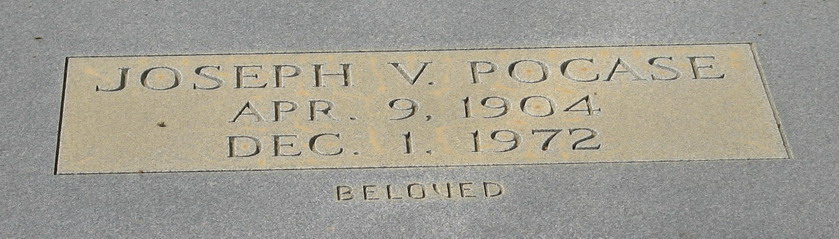 JOSEPH V. POCASE
APR. 9, 1904
DEC. 1, 1972
BELOVED